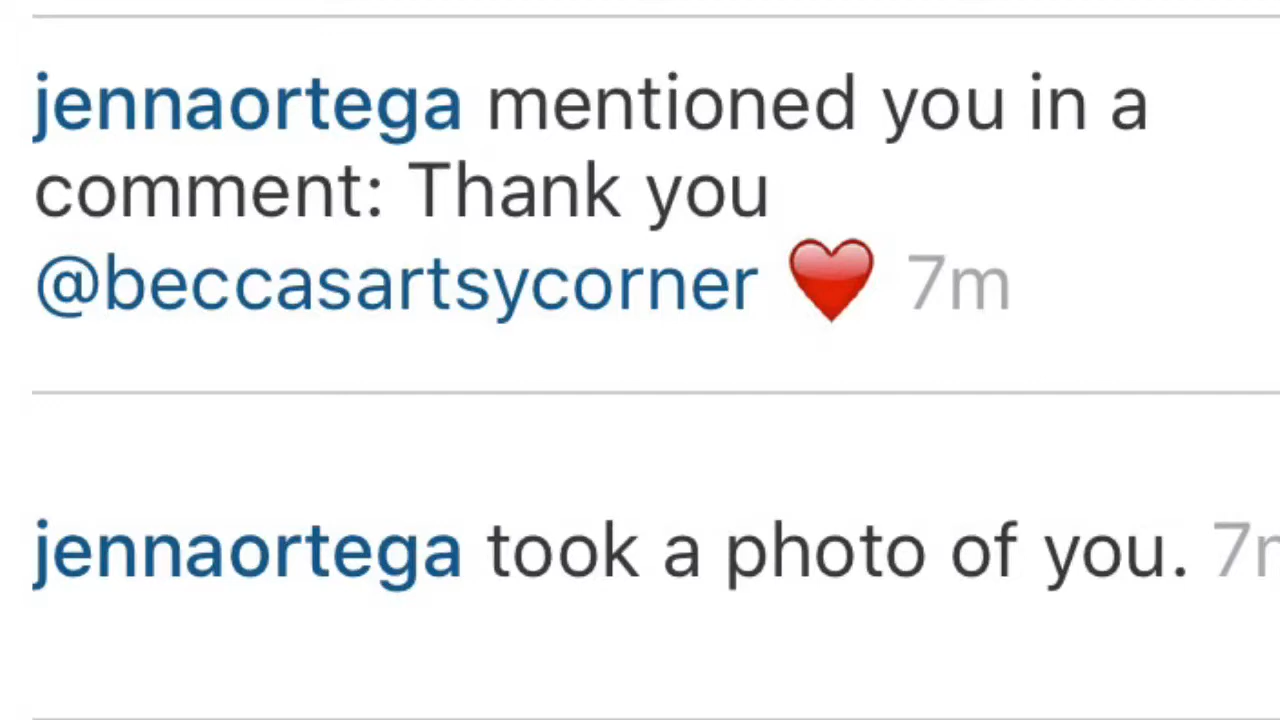 jennaortega mentioned you in a
comment: Thank you
@beccasartsycorner ❤️ 7m
jennaortega took a photo of you.